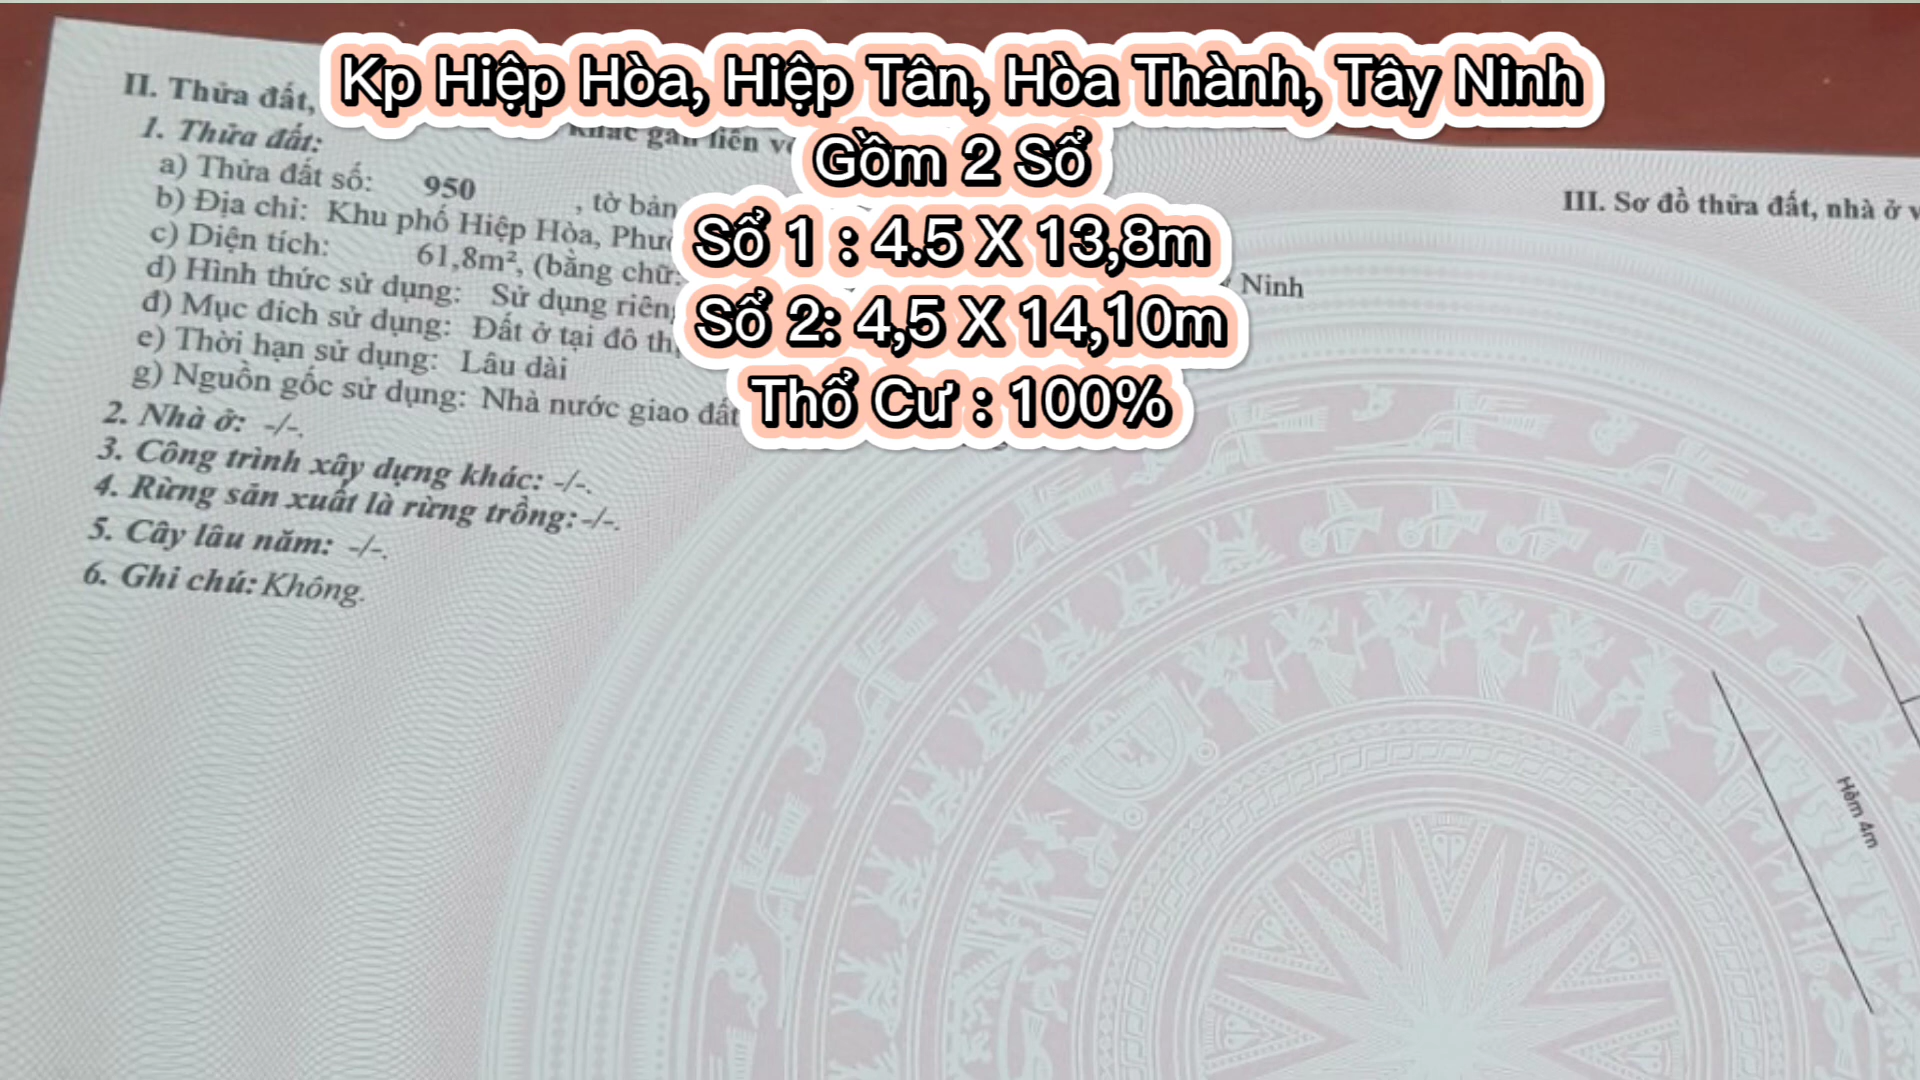 Kp Hiệp Hòa, Hiệp Tân, Hòa Thành, Tây Ninh
Gồm 2 Sổ
Sổ 1 : 4.5 X 13,8m
Sổ 2: 4,5 X 14,10m
Thổ Cư : 100%
II. Thửa đất, khác gắn liền
1. Thửa đất:
a) Thửa đất số: 950 , tờ bản
b) Địa chỉ: Khu phố Hiệp Hòa, Ninh
c) Diện tích: 61,8m², (bằng chữ:
d) Hình thức sử dụng: Sử dụng
đ) Mục đích sử dụng: Đất ở tại đô
e) Thời hạn sử dụng: Lâu dài
g) Nguồn gốc sử dụng: Nhà nước giao đất
2. Nhà ở: -/-.
3. Công trình xây dựng khác: -/-.
4. Rừng sản xuất là rừng trồng: -/-.
5. Cây lâu năm: -/-.
6. Ghi chú: Không.
III. Sơ đồ thửa đất, nhà ở
Hẻm 4m